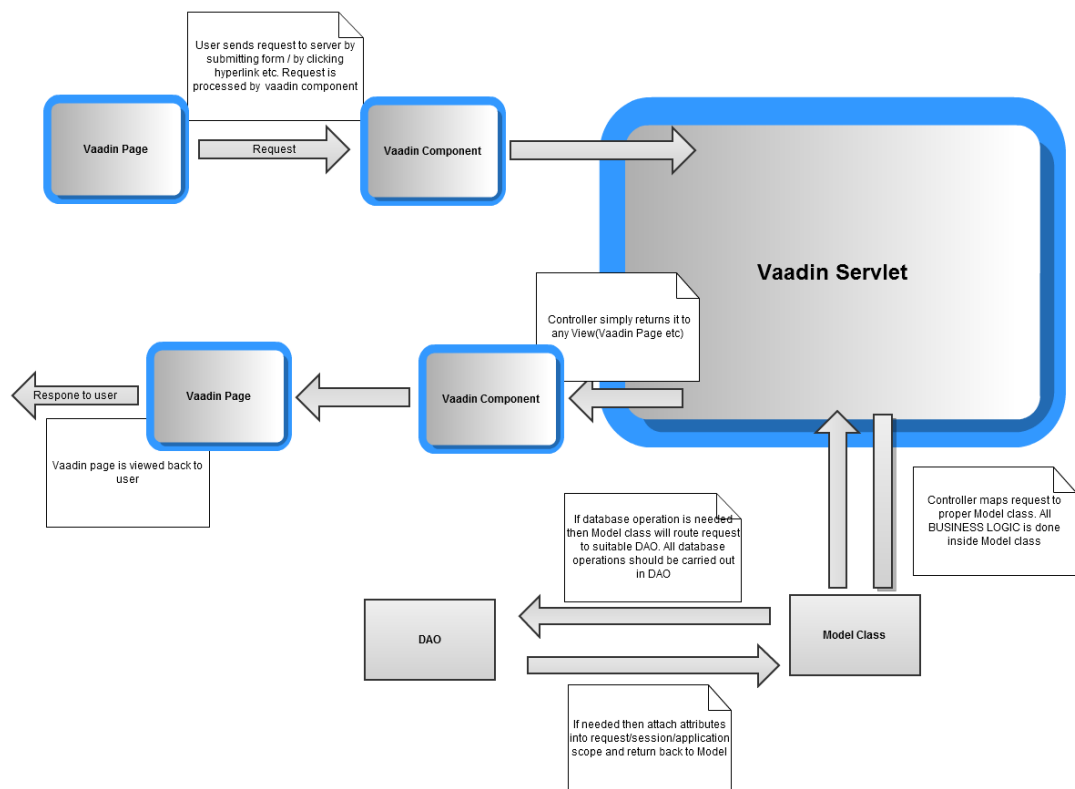 User sends request to server by
submitting form / by clicking
hyperlink etc. Request is
processed by vaadin component
Vaadin Page
Request
Vaadin Component
Vaadin Servlet
Controller simply returns it to
any View(Vaadin Page etc)
Respone to user
Vaadin Page
Vaadin Component
Vaadin page is viewed back to
user
If database operation is needed
then Model class will route request
to suitable DAO. All database
operations should be carried out
in DAO
Controller maps request to
proper Model class. All
BUSINESS LOGIC is done
inside Model class
DAO
Model Class
If needed then attach attributes
into request/session/application
scope and return back to Model